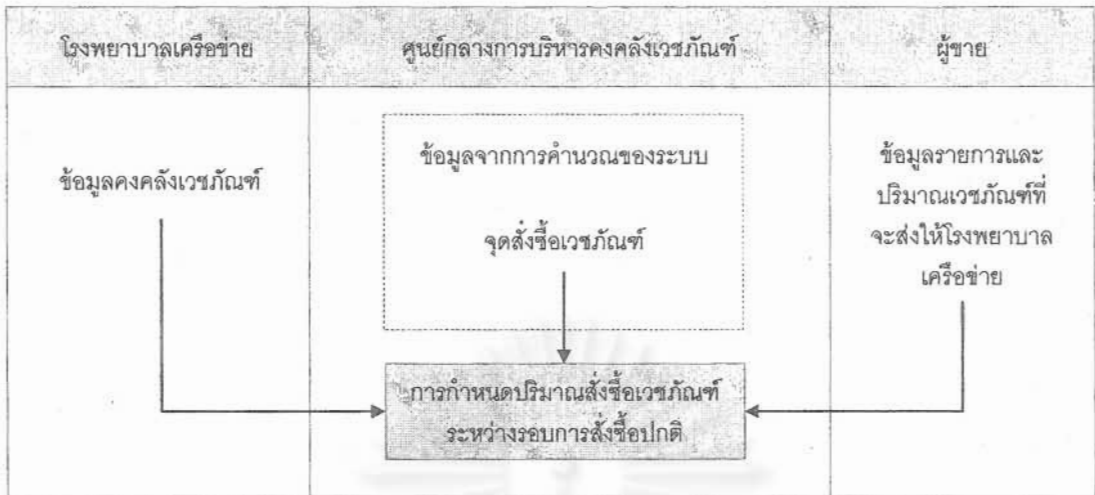 โรงพยาบาลเครือข่าย
ศูนย์กลางการบริหารคงคลังเวชภัณฑ์
ผู้ขาย
ข้อมูลคงคลังเวชภัณฑ์
ข้อมูลจากการคำนวณของระบบ
จุดสั่งซื้อเวชภัณฑ์
ข้อมูลรายการและ
ปริมาณเวชภัณฑ์ที่
จะส่งให้โรงพยาบาล
เครือข่าย
การกำหนดปริมาณสั่งซื้อเวชภัณฑ์
ระหว่างรอบการสั่งซื้อปกติ